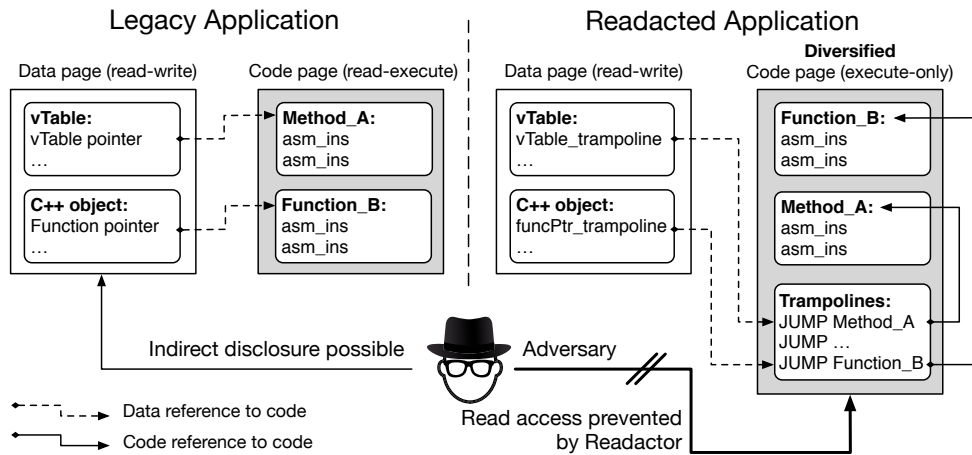 Legacy Application
Data page (read-write)
Code page (read-execute)
vTable:
vTable pointer
…
C++ object:
Function pointer
…
Method_A:
asm_ins
asm_ins
Function_B:
asm_ins
asm_ins
Readacted Application
Data page (read-write)
Diversified
Code page (execute-only)
vTable:
vTable_trampoline
…
C++ object:
funcPtr_trampoline
…
Function_B:
asm_ins
asm_ins
Method_A:
asm_ins
asm_ins
Trampolines:
JUMP Method_A
JUMP …
JUMP Function_B
Indirect disclosure possible
Adversary
Read access prevented
by Readactor
Data reference to code
Code reference to code